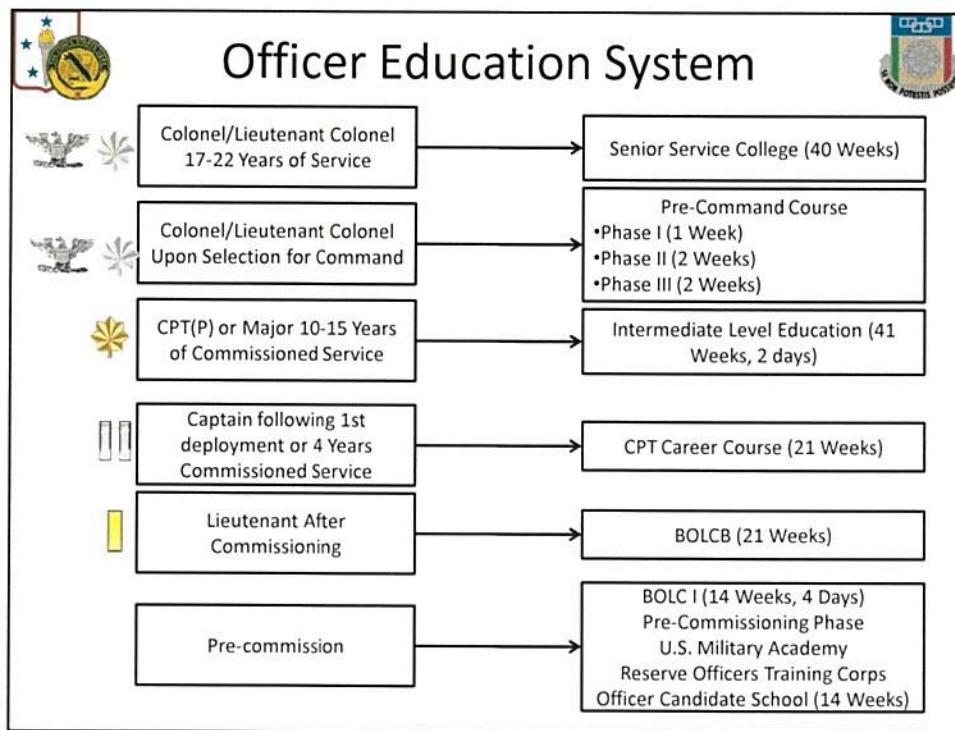 Officer Education System
Colonel/Lieutenant Colonel
17-22 Years of Service
Senior Service College (40 Weeks)
Colonel/Lieutenant Colonel
Upon Selection for Command
Pre-Command Course
•Phase I (1 Week)
•Phase II (2 Weeks)
•Phase III (2 Weeks)
CPT(P) or Major 10-15 Years
of Commissioned Service
Intermediate Level Education (41
Weeks, 2 days)
Captain following 1st
deployment or 4 Years
Commissioned Service
CPT Career Course (21 Weeks)
Lieutenant After
Commissioning
BOLCB (21 Weeks)
Pre-commission
BOLC I (14 Weeks, 4 Days)
Pre-Commissioning Phase
U.S. Military Academy
Reserve Officers Training Corps
Officer Candidate School (14 Weeks)